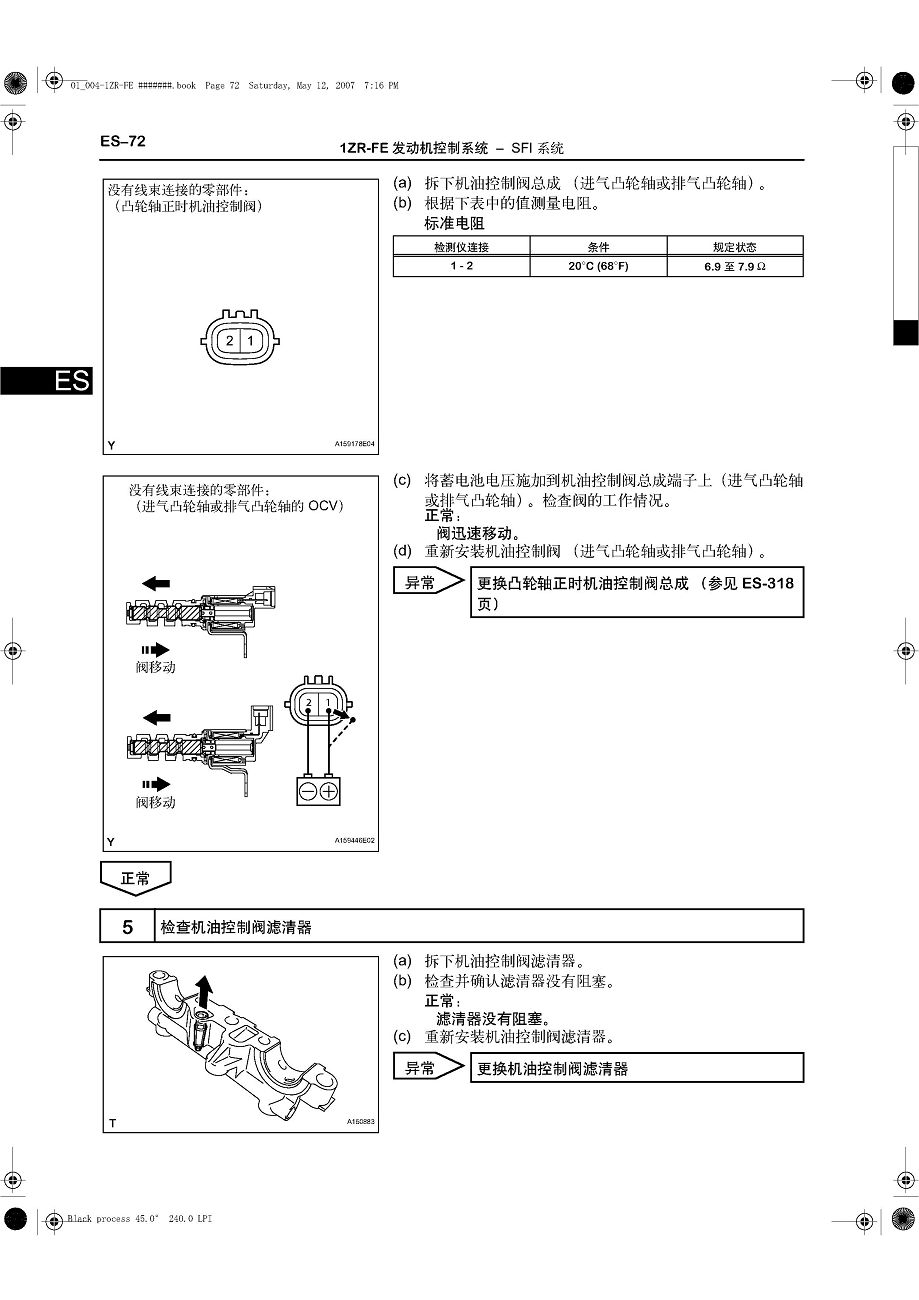 01_004-1ZR-FE #######.book Page 72 Saturday, May 12, 2007 7:16 PM
ES–72
1ZR-FE 发动机控制系统 – SFI 系统
没有线束连接的零部件：
（凸轮轴正时机油控制阀）
2 1
Y
A159178E04
(a) 拆下机油控制阀总成 （进气凸轮轴或排气凸轮轴）。
(b) 根据下表中的值测量电阻。
标准电阻
检测仪连接 条件 规定状态
1 - 2 20°C (68°F) 6.9 至 7.9 Ω
ES
没有线束连接的零部件：
（进气凸轮轴或排气凸轮轴的 OCV）
阀移动
2 1
阀移动
Y
A159446E02
(c) 将蓄电池电压施加到机油控制阀总成端子上（进气凸轮轴
或排气凸轮轴）。检查阀的工作情况。
正常：
阀迅速移动。
(d) 重新安装机油控制阀 （进气凸轮轴或排气凸轮轴）。
异常
更换凸轮轴正时机油控制阀总成 （参见 ES-318
页）
正常
5 检查机油控制阀滤清器
T
A150883
(a) 拆下机油控制阀滤清器。
(b) 检查并确认滤清器没有阻塞。
正常：
滤清器没有阻塞。
(c) 重新安装机油控制阀滤清器。
异常
更换机油控制阀滤清器
Black process 45.0° 240.0 LPI